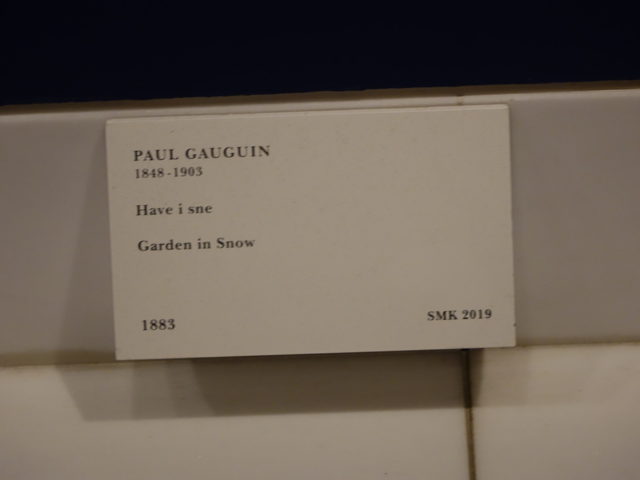 PAUL GAUGUIN
1848-1903
Have i sne
Garden in Snow
1883
SMK 2019